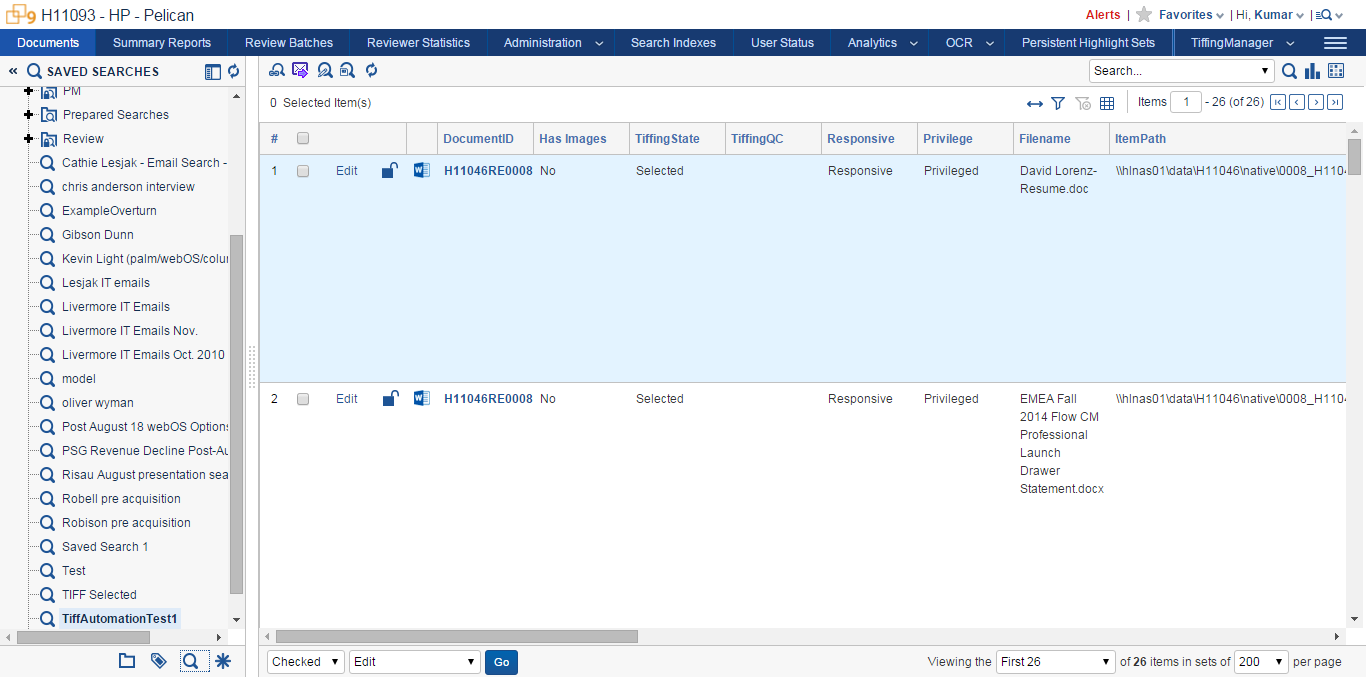 9 H11093 - HP - Pelican
Alerts | Favorites | Hi, Kumar |
Documents Summary Reports Review Batches Reviewer Statistics Administration Search Indexes User Status Analytics OCR Persistent Highlight Sets TiffingManager
« SAVED SEARCHES
Search...
PM
0 Selected Item(s)
Items 1 - 26 (of 26)
Prepared Searches
Review
# DocumentID Has Images TiffingState TiffingQC Responsive Privilege Filename ItemPath
Cathie Lesjak - Email Search -
1 Edit H11046RE0008 No Selected Responsive Privileged David Lorenz- \\hlnas01\data\H11046\native\0008_H1104
Resume.doc
chris anderson interview
ExampleOverturn
Gibson Dunn
Kevin Light (palm/webOS/colu
Lesjak IT emails
Livermore IT Emails
Livermore IT Emails Nov.
Livermore IT Emails Oct. 2010
model
2 Edit H11046RE0008 No Selected Responsive Privileged EMEA Fall \\hlnas01\data\H11046\native\0008_H1104
2014 Flow CM
Professional
Launch
Drawer
Statement.docx
oliver wyman
Post August 18 webOS Options
PSG Revenue Decline Post-Au
Risau August presentation sea
Robell pre acquisition
Robison pre acquisition
Saved Search 1
Test
TIFF Selected
TiffAutomationTest1
Checked Edit Go
Viewing the First 26 of 26 items in sets of 200 per page